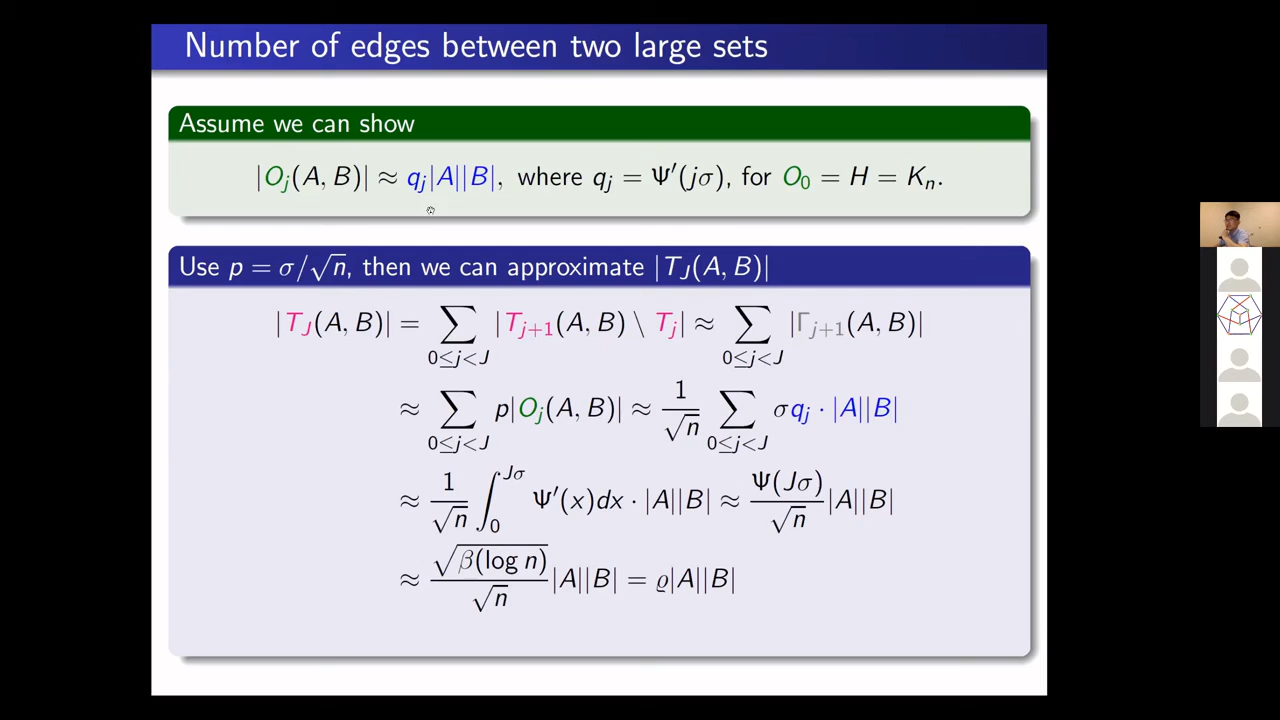 Number of edges between two large sets
Assume we can show
|O_j(A, B)| ≈ q_j|A||B|, where q_j = Ψ′(jσ), for O_0 = H = K_n.
Use p = σ/√n, then we can approximate |T_J(A, B)|
|T_J(A, B)| = ∑_{0≤j<J} |T_{j+1}(A, B) \ T_j| ≈ ∑_{0≤j<J} |Γ_{j+1}(A, B)|
≈ ∑_{0≤j<J} p|O_j(A, B)| ≈ 1/√n ∑_{0≤j<J} σq_j · |A||B|
≈ 1/√n ∫_0^{Jσ} Ψ′(x)dx · |A||B| ≈ Ψ(Jσ)/√n |A||B|
≈ √β(log n)/√n |A||B| = ϱ|A||B|